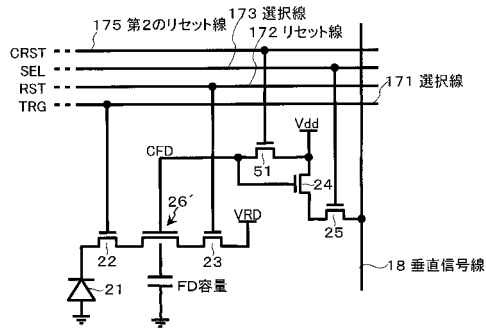 175 第2のリセット線
173 選択線
172 リセット線
CRST
SEL
RST
171 選択線
TRG
Vdd
CFD
51
24
26′
VRD
25
22
23
18 垂直信号線
21
FD容量